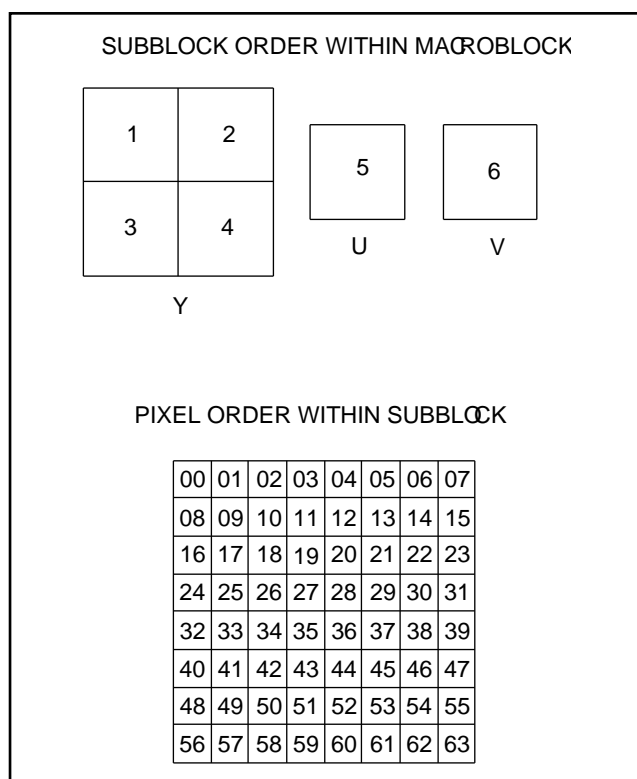 SUBBLOCK ORDER WITHIN MACROBLOCK
1 2
5 6
3 4
U V
Y
PIXEL ORDER WITHIN SUBBLOCK
00 01 02 03 04 05 06 07
08 09 10 11 12 13 14 15
16 17 18 19 20 21 22 23
24 25 26 27 28 29 30 31
32 33 34 35 36 37 38 39
40 41 42 43 44 45 46 47
48 49 50 51 52 53 54 55
56 57 58 59 60 61 62 63